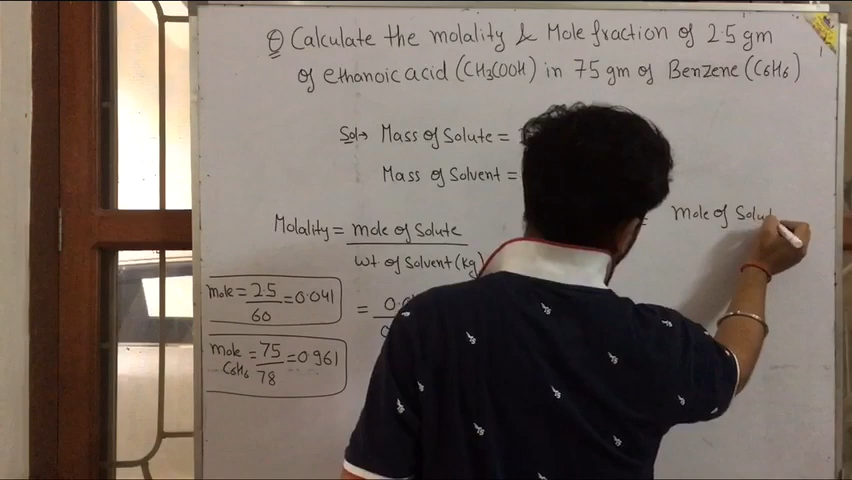 Q Calculate the molality & Mole fraction of 2.5 gm
of ethanoic acid (CH3COOH) in 75 gm of Benzene (C6H6)
Sol→ Mass of Solute =
Mass of Solvent =
Molality = mole of Solute
wt of Solvent (kg)
= 0.0
= Mole of Solu
mole = 2.5 = 0.041
60
mole = 75 = 0.961
C6H6 78